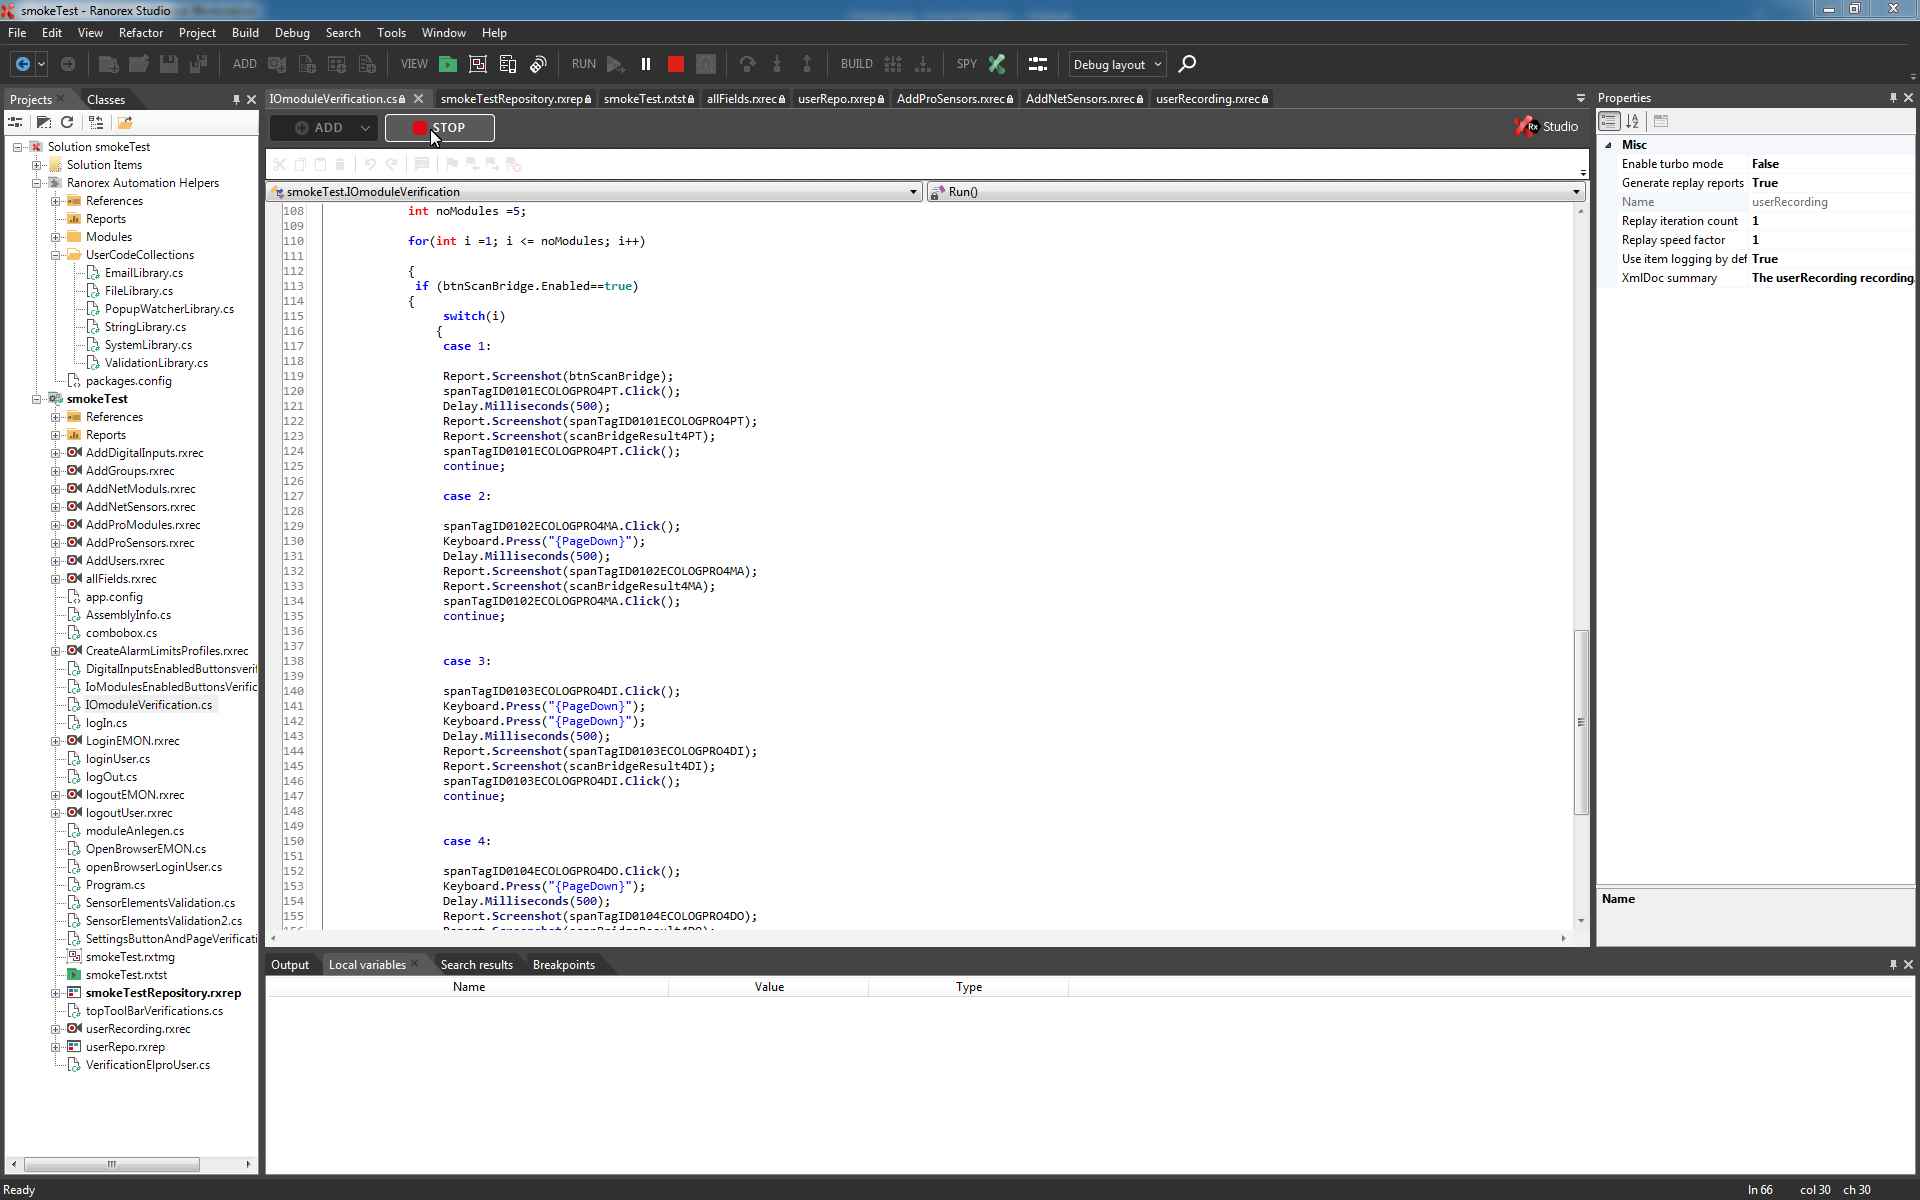 smokeTest - Ranorex Studio
File Edit View Refactor Project Build Debug Search Tools Window Help
ADD VIEW RUN BUILD SPY Debug layout
Projects Classes
IOmoduleVerification.cs smokeTestRepository.rxrep smokeTest.rxtst allFields.rxrec userRepo.rxrep AddProSensors.rxrec AddNetSensors.rxrec userRecording.rxrec
ADD STOP
Rx Studio
smokeTest.IOmoduleVerification
Run()
Solution smokeTest
Solution Items
Ranorex Automation Helpers
References
Reports
Modules
UserCodeCollections
EmailLibrary.cs
FileLibrary.cs
PopupWatcherLibrary.cs
StringLibrary.cs
SystemLibrary.cs
ValidationLibrary.cs
packages.config
smokeTest
References
Reports
AddDigitalInputs.rxrec
AddGroups.rxrec
AddNetModuls.rxrec
AddNetSensors.rxrec
AddProModules.rxrec
AddProSensors.rxrec
AddUsers.rxrec
allFields.rxrec
app.config
AssemblyInfo.cs
combobox.cs
CreateAlarmLimitsProfiles.rxrec
DigitalInputsEnabledButtonsverif
IoModulesEnabledButtonsVerific
IOmoduleVerification.cs
logIn.cs
LoginEMON.rxrec
loginUser.cs
logOut.cs
logoutEMON.rxrec
logoutUser.rxrec
moduleAnlegen.cs
OpenBrowserEMON.cs
openBrowserLoginUser.cs
Program.cs
SensorElementsValidation.cs
SensorElementsValidation2.cs
SettingsButtonAndPageVerificati
smokeTest.rxtmg
smokeTest.rxtst
smokeTestRepository.rxrep
topToolBarVerifications.cs
userRecording.rxrec
userRepo.rxrep
VerificationElproUser.cs
108 int noModules =5;
109
110 for(int i =1; i <= noModules; i++)
111
112 {
113 if (btnScanBridge.Enabled==true)
114 {
115 switch(i)
116 {
117 case 1:
118
119 Report.Screenshot(btnScanBridge);
120 spanTagID0101ECOLOGPRO4PT.Click();
121 Delay.Milliseconds(500);
122 Report.Screenshot(spanTagID0101ECOLOGPRO4PT);
123 Report.Screenshot(scanBridgeResult4PT);
124 spanTagID0101ECOLOGPRO4PT.Click();
125 continue;
126
127 case 2:
128
129 spanTagID0102ECOLOGPRO4MA.Click();
130 Keyboard.Press("{PageDown}");
131 Delay.Milliseconds(500);
132 Report.Screenshot(spanTagID0102ECOLOGPRO4MA);
133 Report.Screenshot(scanBridgeResult4MA);
134 spanTagID0102ECOLOGPRO4MA.Click();
135 continue;
136
137
138 case 3:
139
140 spanTagID0103ECOLOGPRO4DI.Click();
141 Keyboard.Press("{PageDown}");
142 Keyboard.Press("{PageDown}");
143 Delay.Milliseconds(500);
144 Report.Screenshot(spanTagID0103ECOLOGPRO4DI);
145 Report.Screenshot(scanBridgeResult4DI);
146 spanTagID0103ECOLOGPRO4DI.Click();
147 continue;
148
149
150 case 4:
151
152 spanTagID0104ECOLOGPRO4DO.Click();
153 Keyboard.Press("{PageDown}");
154 Delay.Milliseconds(500);
155 Report.Screenshot(spanTagID0104ECOLOGPRO4DO);
Properties
Misc
Enable turbo mode False
Generate replay reports True
Name userRecording
Replay iteration count 1
Replay speed factor 1
Use item logging by def True
XmlDoc summary The userRecording recording.
Name
Output Local variables Search results Breakpoints
Name Value Type
Ready
ln 66 col 30 ch 30